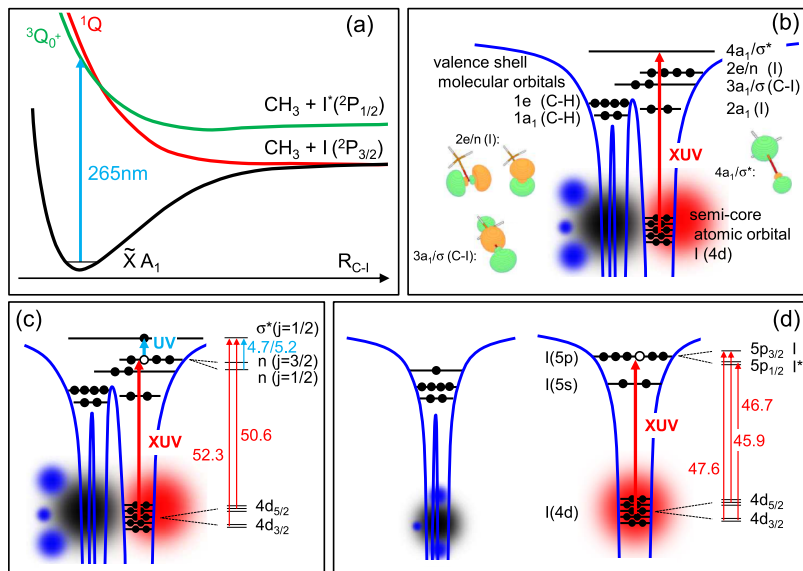 (a)
¹Q
³Q₀⁺
CH₃ + I*(²P₁/₂)
CH₃ + I (²P₃/₂)
265nm
X̃ A₁
R_C-I
(b)
4a₁/σ*
valence shell
molecular orbitals
2e/n (I)
3a₁/σ (C-I)
1e (C-H)
1a₁ (C-H)
2a₁ (I)
2e/n (I):
XUV
4a₁/σ*:
semi-core
atomic orbital
I (4d)
3a₁/σ (C-I):
(c)
σ*(j=1/2)
UV
4.7/5.2
n (j=3/2)
n (j=1/2)
XUV
52.3
50.6
4d₅/₂
4d₃/₂
(d)
I(5p)
5p₃/₂ I
5p₁/₂ I*
I(5s)
XUV
46.7
45.9
47.6
I(4d)
4d₅/₂
4d₃/₂